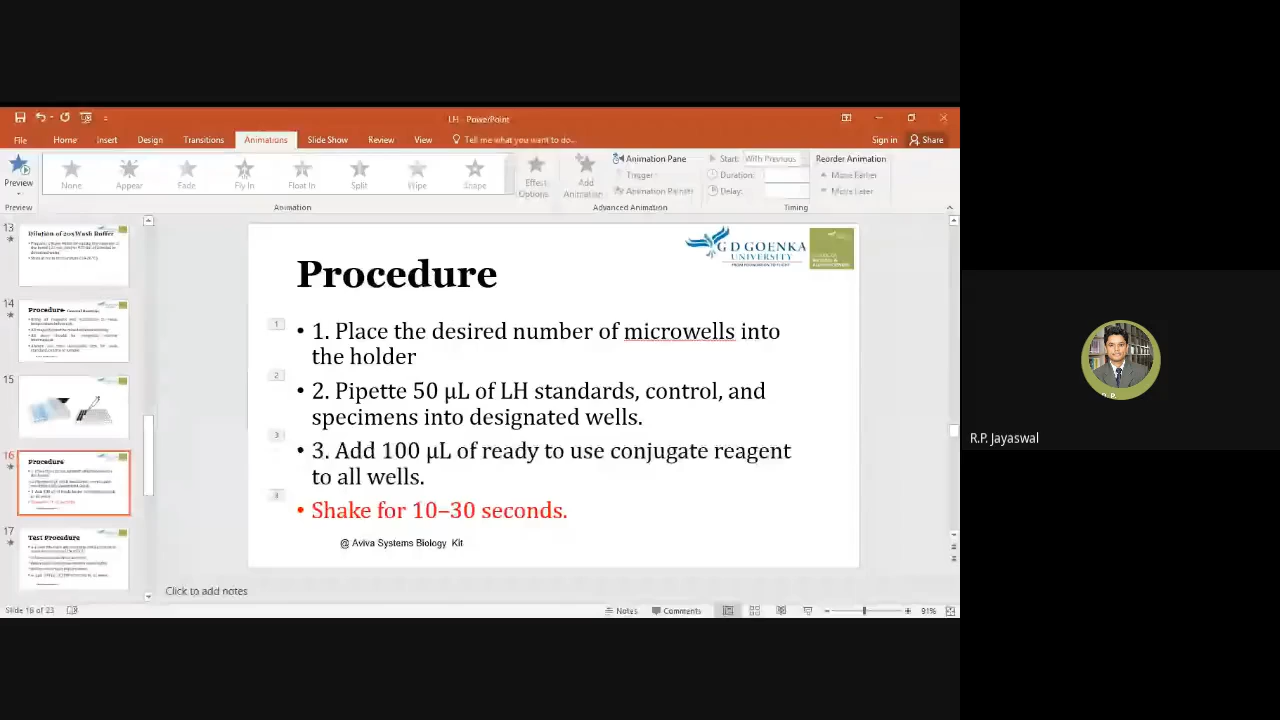 LH - PowerPoint
File Home Insert Design Transitions Animations Slide Show Review View Tell me what you want to do... Sign in Share
Preview
None Appear Fade Fly In Float In Split Wipe Shape
Effect Options
Add Animation
Animation Pane
Trigger
Animation Painter
Start: With Previous
Duration:
Delay:
Reorder Animation
Move Earlier
Move Later
Preview Animation Advanced Animation Timing
13
Dilution of 20x Wash Buffer
14
Procedure-
15
16
Procedure
17
Test Procedure
G D GOENKA
UNIVERSITY
Procedure
1
• 1. Place the desired number of microwells into
the holder
2
• 2. Pipette 50 μL of LH standards, control, and
specimens into designated wells.
3
• 3. Add 100 μL of ready to use conjugate reagent
to all wells.
• Shake for 10–30 seconds.
@ Aviva Systems Biology Kit
Click to add notes
Slide 16 of 23 Notes Comments 91%
R.P. Jayaswal